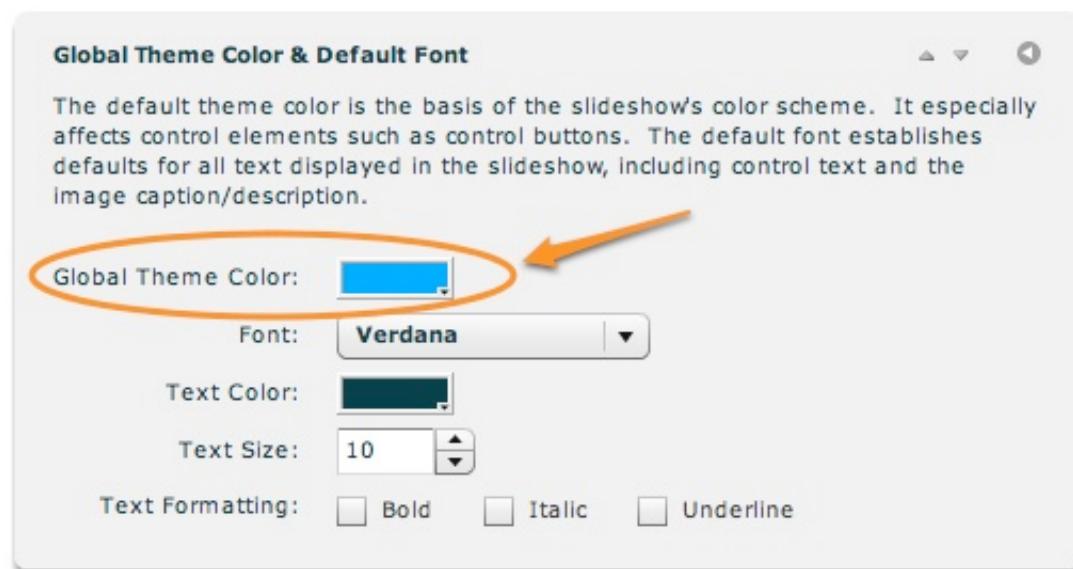 Global Theme Color & Default Font
The default theme color is the basis of the slideshow's color scheme. It especially
affects control elements such as control buttons. The default font establishes
defaults for all text displayed in the slideshow, including control text and the
image caption/description.
Global Theme Color:
Font: Verdana
Text Color:
Text Size: 10
Text Formatting: Bold Italic Underline